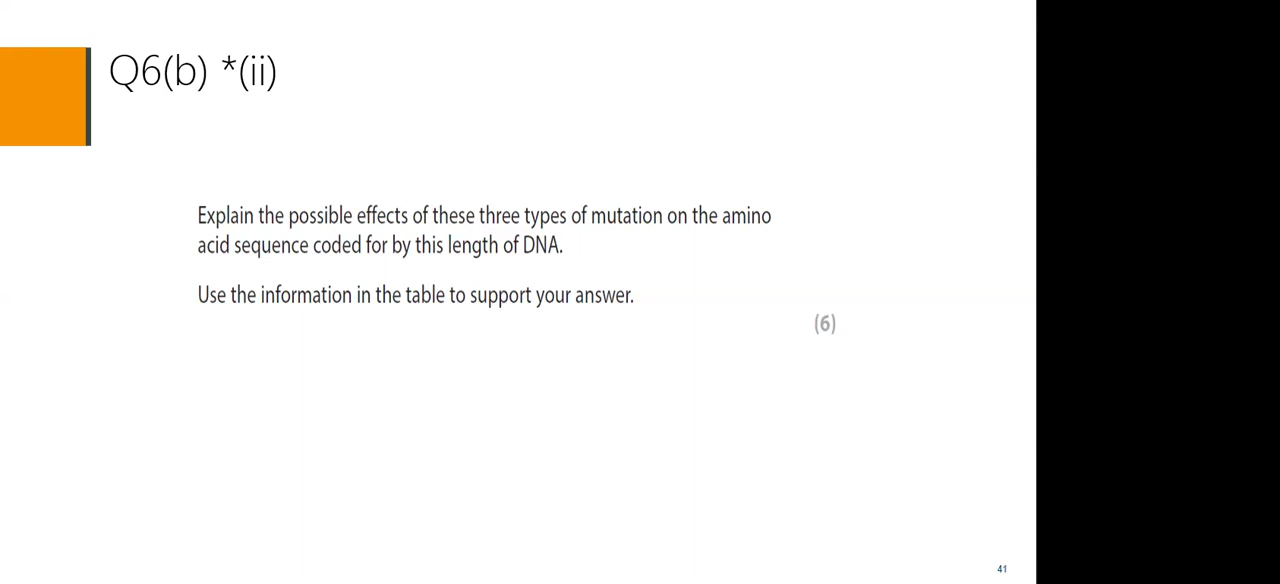 Q6(b) *(ii)
Explain the possible effects of these three types of mutation on the amino
acid sequence coded for by this length of DNA.
Use the information in the table to support your answer.
(6)
41